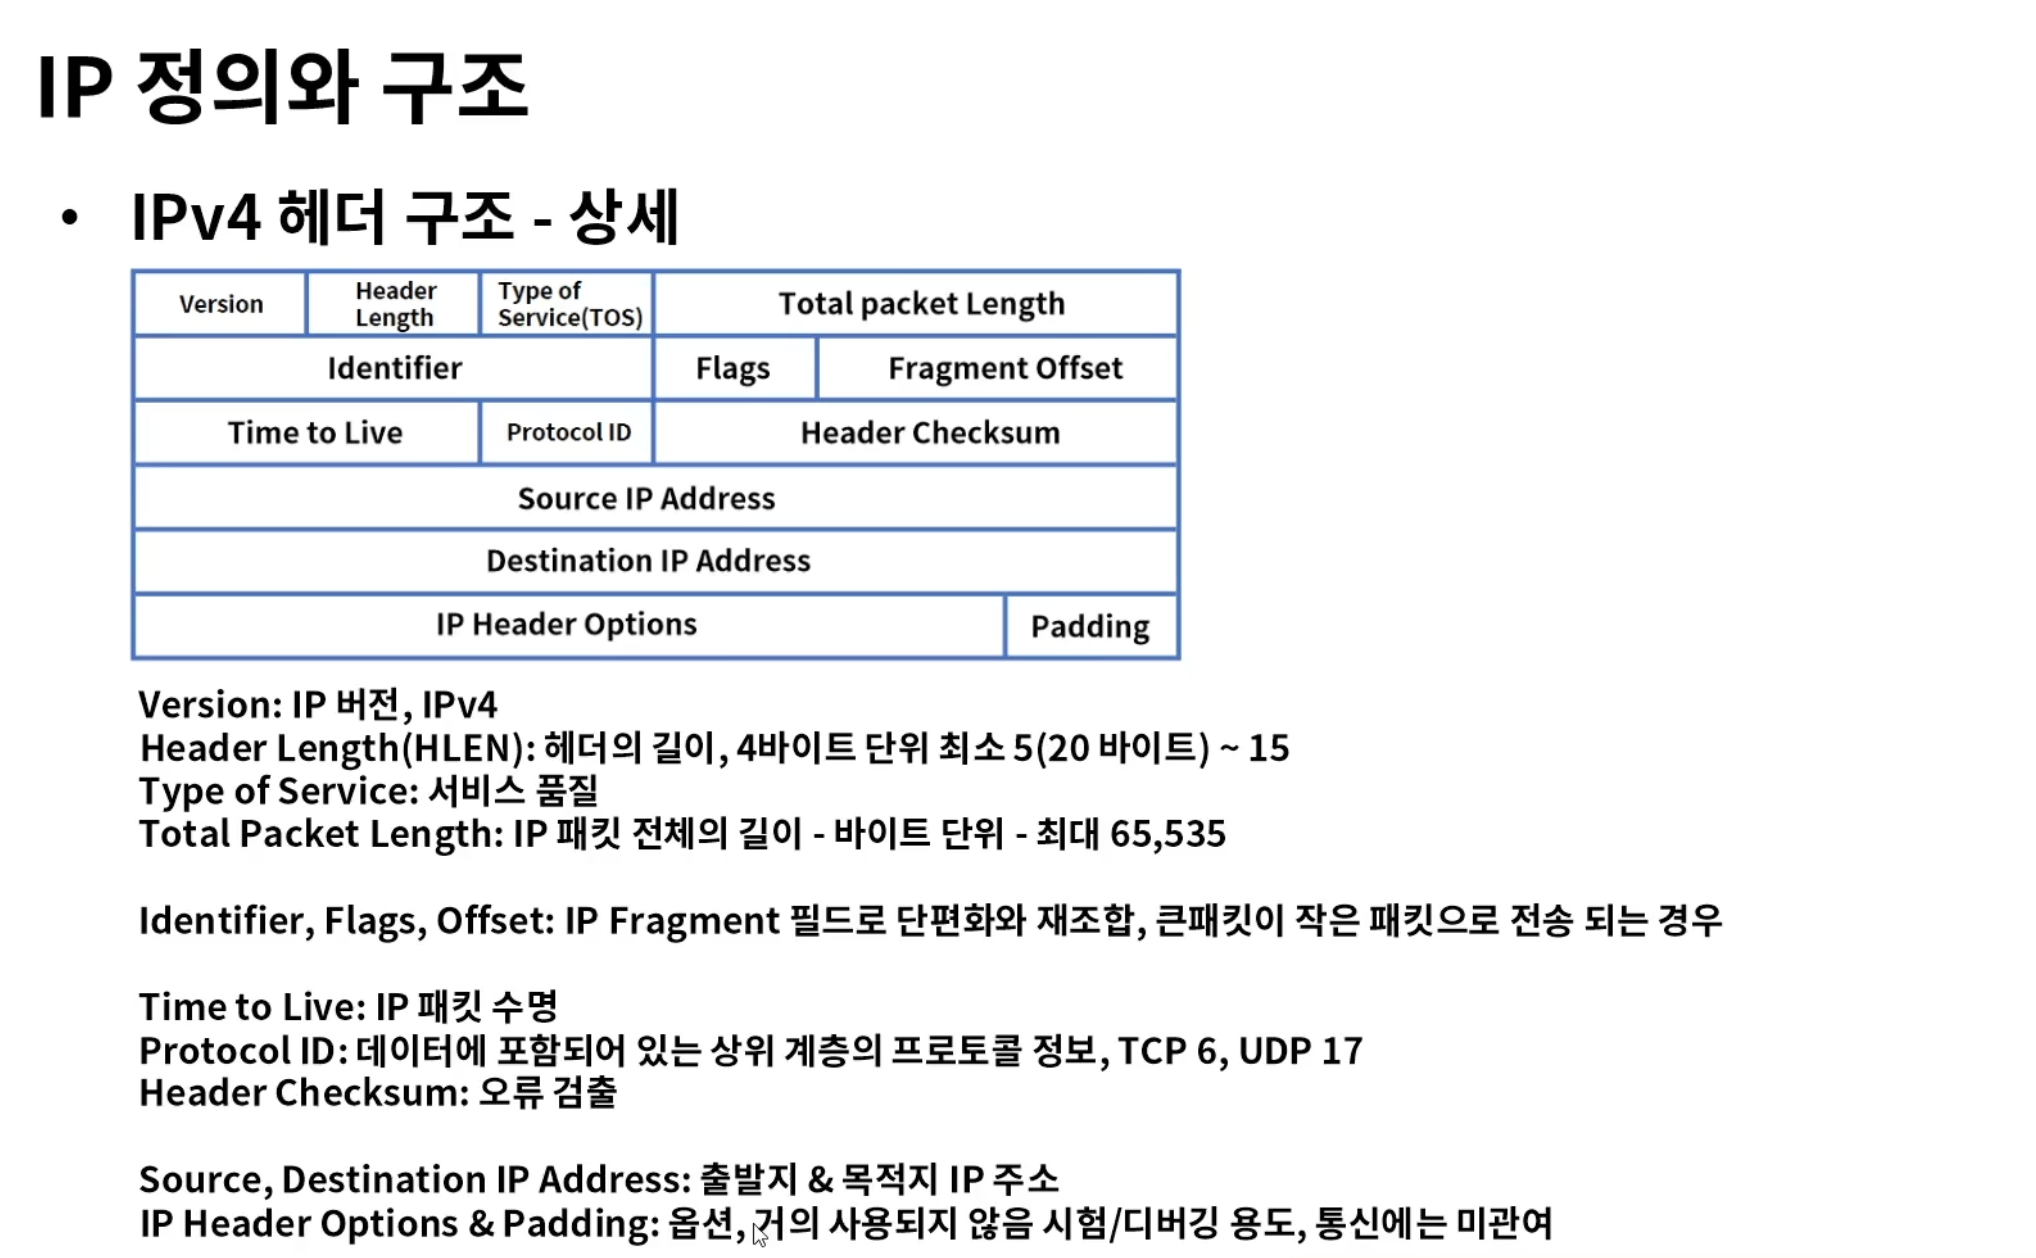 IP 정의와 구조
• IPv4 헤더 구조 - 상세
Version
Header
Length
Type of
Service(TOS)
Total packet Length
Identifier
Flags
Fragment Offset
Time to Live
Protocol ID
Header Checksum
Source IP Address
Destination IP Address
IP Header Options
Padding
Version: IP 버전, IPv4
Header Length(HLEN): 헤더의 길이, 4바이트 단위 최소 5(20 바이트) ~ 15
Type of Service: 서비스 품질
Total Packet Length: IP 패킷 전체의 길이 - 바이트 단위 - 최대 65,535
Identifier, Flags, Offset: IP Fragment 필드로 단편화와 재조합, 큰패킷이 작은 패킷으로 전송 되는 경우
Time to Live: IP 패킷 수명
Protocol ID: 데이터에 포함되어 있는 상위 계층의 프로토콜 정보, TCP 6, UDP 17
Header Checksum: 오류 검출
Source, Destination IP Address: 출발지 & 목적지 IP 주소
IP Header Options & Padding: 옵션, 거의 사용되지 않음 시험/디버깅 용도, 통신에는 미관여